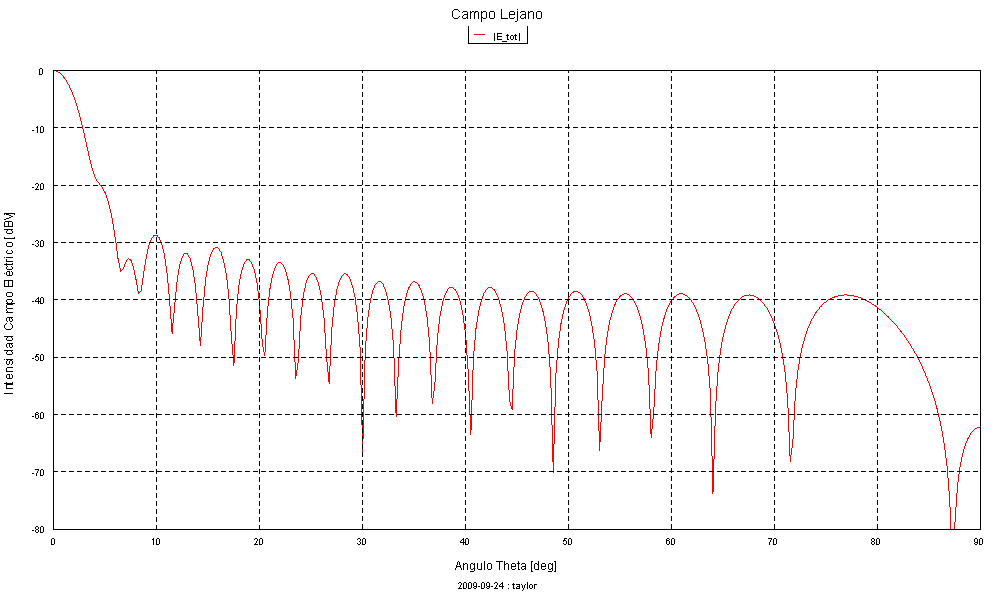 Campo Lejano
|E_tot|
0
-10
-20
-30
-40
-50
-60
-70
-80
Intensidad Campo Eléctrico [dBV]
0 10 20 30 40 50 60 70 80 90
Angulo Theta [deg]
2009-09-24 : taylor